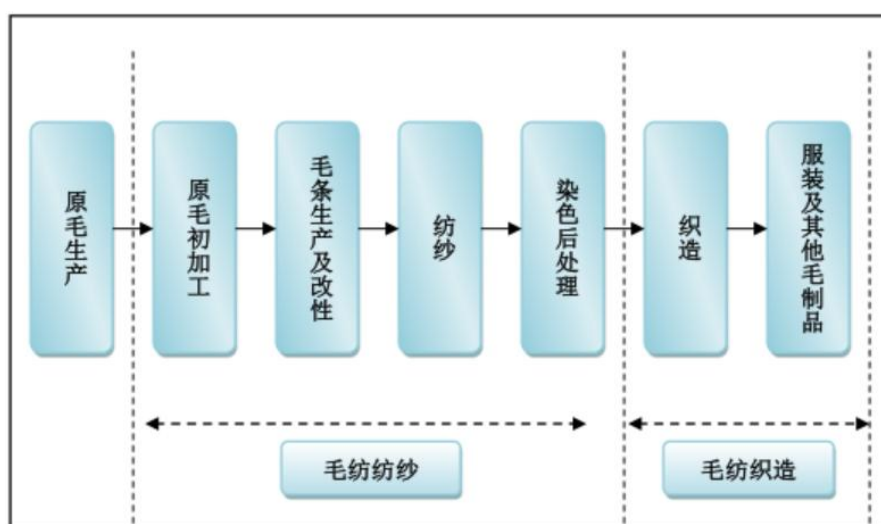 原毛生产
原毛初加工
毛条生产及改性
纺纱
染色后处理
织造
服装及其他毛制品
毛纺纺纱
毛纺织造